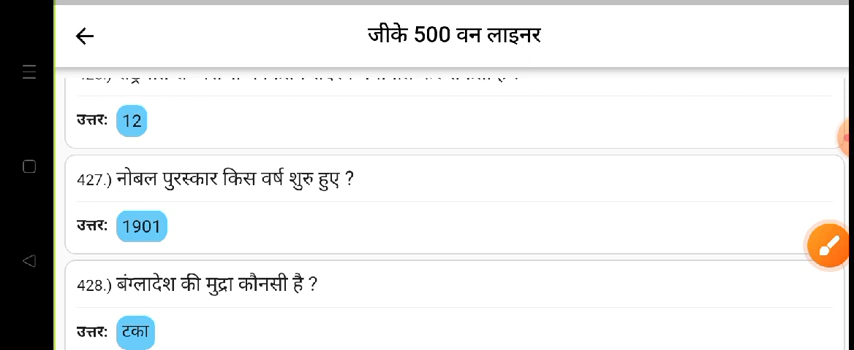 जीके 500 वन लाइनर
उत्तर: 12
427.) नोबल पुरस्कार किस वर्ष शुरु हुए ?
उत्तर: 1901
428.) बंग्लादेश की मुद्रा कौनसी है ?
उत्तर: टका